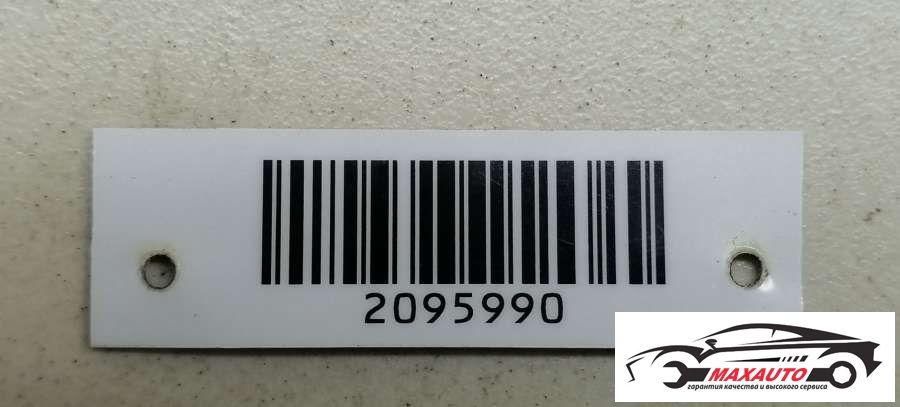 2095990
MAXAUTO
гарантия качества и высокого сервиса